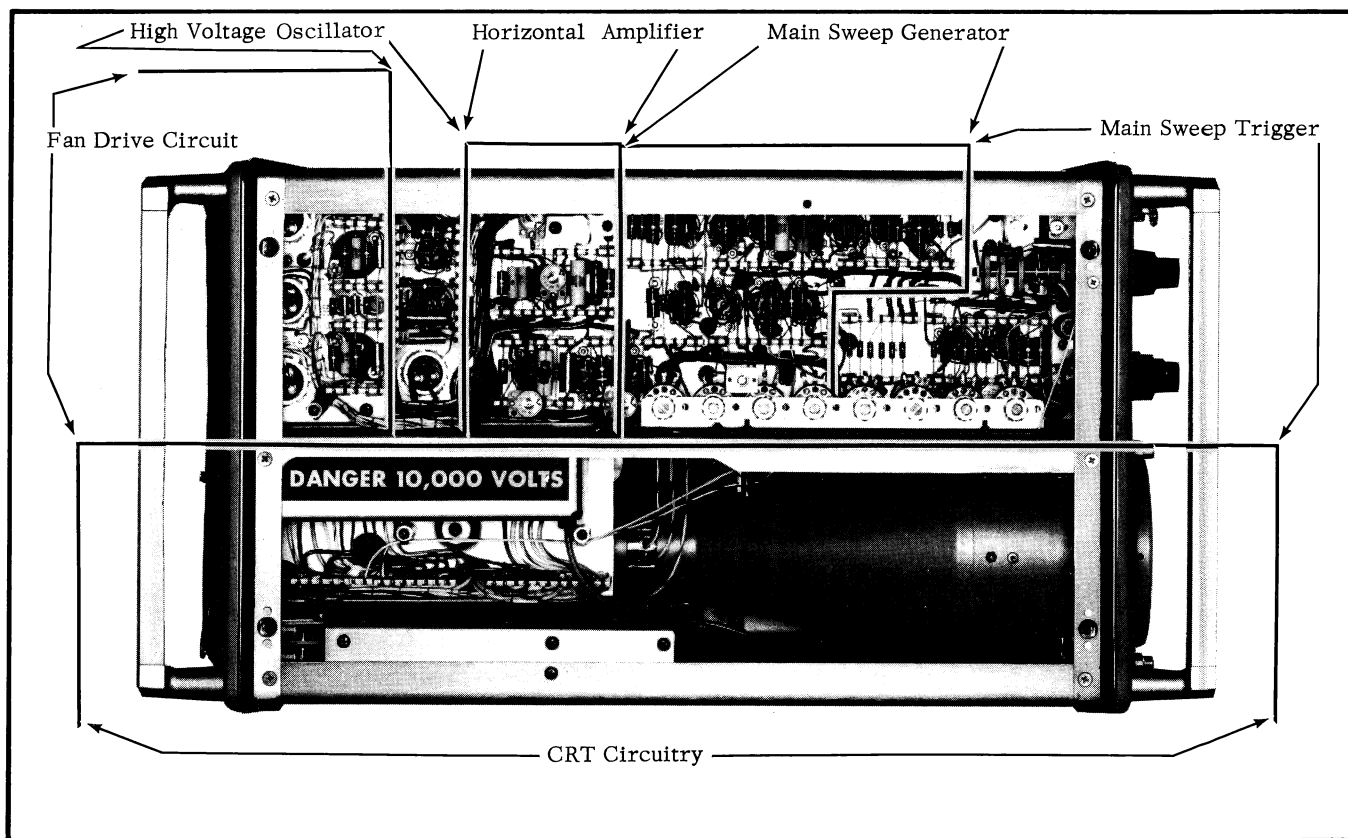 High Voltage Oscillator
Horizontal Amplifier
Main Sweep Generator
Fan Drive Circuit
Main Sweep Trigger
DANGER 10,000 VOLTS
CRT Circuitry